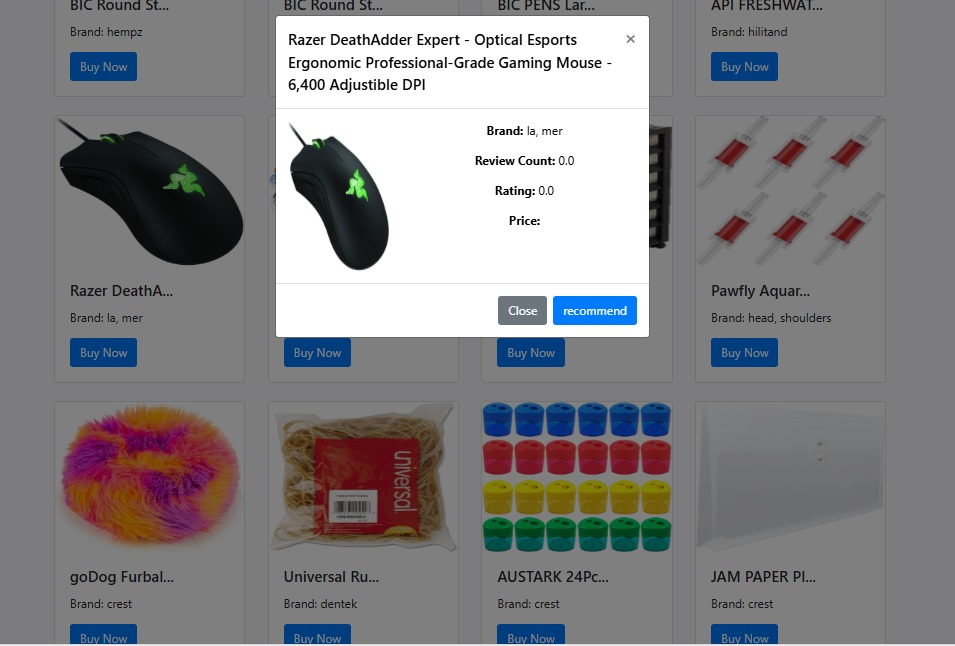 BIC Round St...
BIC Round St...
BIC PENS Lar...
API FRESHWAT...
Brand: hempz
Brand: hilitand
Buy Now
Buy Now
Razer DeathAdder Expert - Optical Esports
Ergonomic Professional-Grade Gaming Mouse -
6,400 Adjustible DPI
×
Brand: la, mer
Review Count: 0.0
Rating: 0.0
Price:
Close
recommend
Razer DeathA...
Pawfly Aquar...
Brand: la, mer
Brand: head, shoulders
Buy Now
Buy Now
Buy Now
Buy Now
universal
goDog Furbal...
Universal Ru...
AUSTARK 24Pc...
JAM PAPER Pl...
Brand: crest
Brand: dentek
Brand: crest
Brand: crest
Buy Now
Buy Now
Buy Now
Buy Now